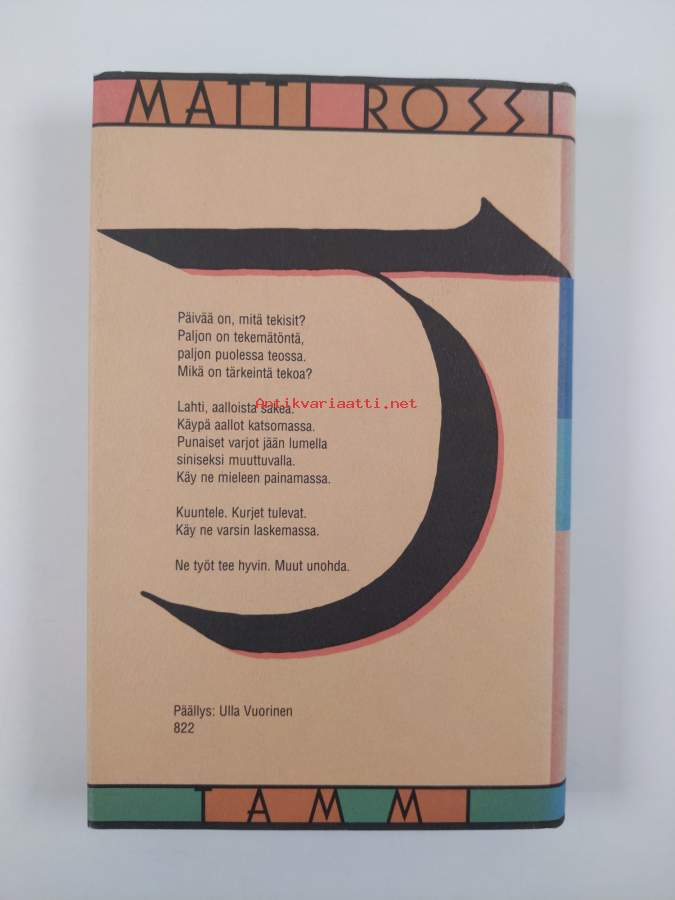 MATTI ROSSI
Päivää on, mitä tekisit?
Paljon on tekemätöntä,
paljon puolessa teossa.
Mikä on tärkeintä tekoa?
Lahti, aalloista sakea.
Käypä aallot katsomassa.
Punaiset varjot jään lumella
siniseksi muuttuvalla.
Käy ne mieleen painamassa.
Kuuntele. Kurjet tulevat.
Käy ne varsin laskemassa.
Ne työt tee hyvin. Muut unohda.
Päällys: Ulla Vuorinen
822
TAMMI
Antikvariaatti.net